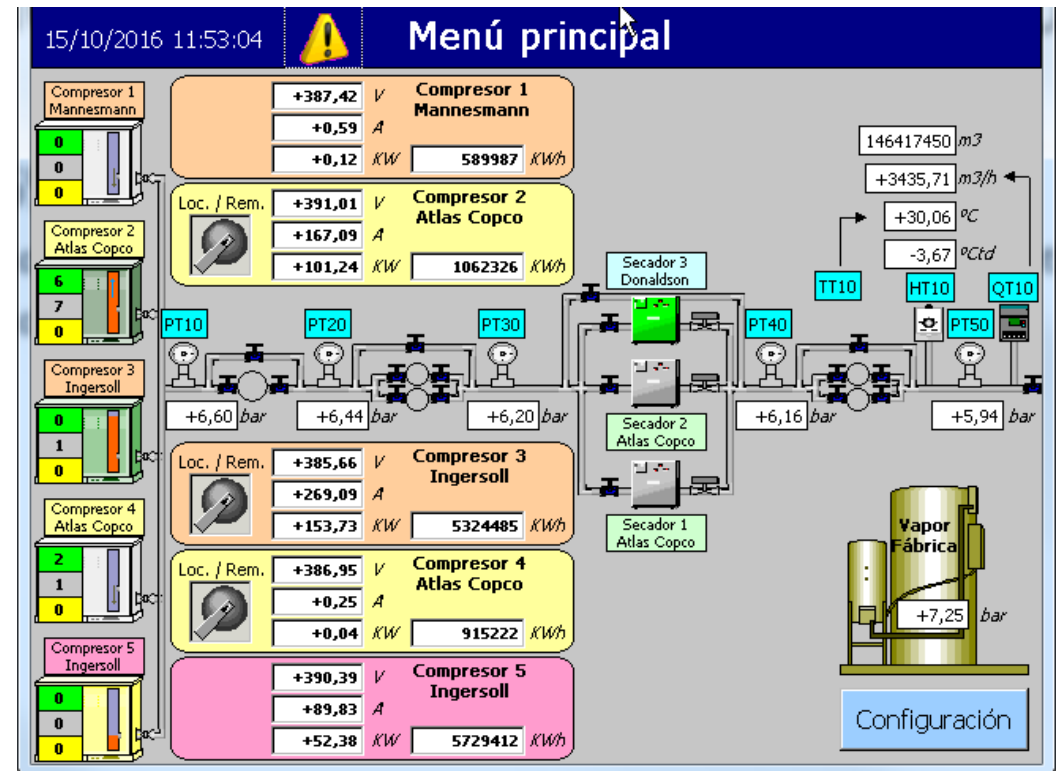 15/10/2016 11:53:04
Menú principal
Compresor 1
Mannesmann
0
0
0
+387,42 V
Compresor 1
Mannesmann
+0,59 A
+0,12 KW
589987 KWh
146417450 m3
+3435,71 m3/h
+30,06 ºC
-3,67 ºCtd
Compresor 2
Atlas Copco
6
7
0
Loc. / Rem.
+391,01 V
Compresor 2
Atlas Copco
+167,09 A
+101,24 KW
1062326 KWh
Secador 3
Donaldson
TT10
HT10
QT10
PT10
PT20
PT30
PT40
PT50
+6,60 bar
+6,44 bar
+6,20 bar
+6,16 bar
+5,94 bar
Secador 2
Atlas Copco
Secador 1
Atlas Copco
Compresor 3
Ingersoll
0
1
0
Loc. / Rem.
+385,66 V
Compresor 3
Ingersoll
+269,09 A
+153,73 KW
5324485 KWh
Compresor 4
Atlas Copco
2
1
0
Loc. / Rem.
+386,95 V
Compresor 4
Atlas Copco
+0,25 A
+0,04 KW
915222 KWh
Vapor
Fábrica
+7,25 bar
Compresor 5
Ingersoll
0
0
0
+390,39 V
Compresor 5
Ingersoll
+89,83 A
+52,38 KW
5729412 KWh
Configuración